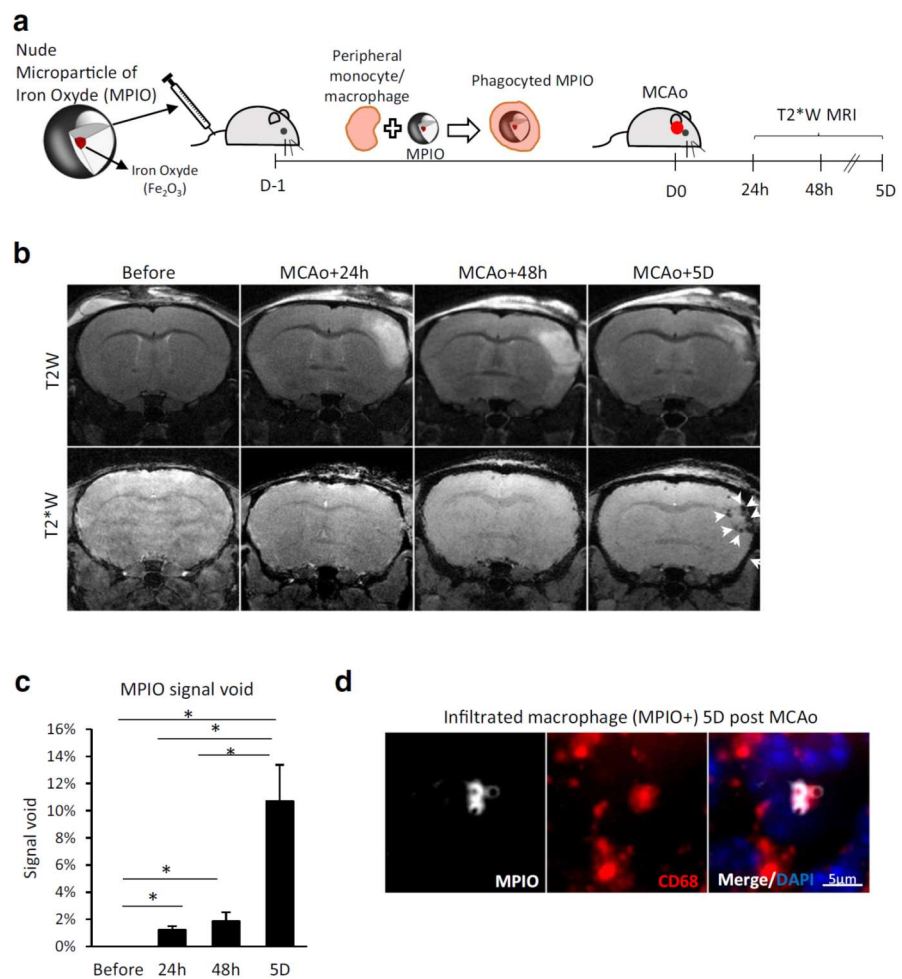 a
Nude
Microparticle of
Iron Oxyde (MPIO)
Iron Oxyde
(Fe2O3)
D-1
Peripheral
monocyte/
macrophage
MPIO
Phagocyted MPIO
MCAo
T2*W MRI
D0
24h
48h
5D
b
Before
MCAo+24h
MCAo+48h
MCAo+5D
T2W
T2*W
c
MPIO signal void
Signal void
16%
14%
12%
10%
8%
6%
4%
2%
0%
*
*
*
*
*
Before
24h
48h
5D
d
Infiltrated macrophage (MPIO+) 5D post MCAo
MPIO
CD68
Merge/DAPI
5µm